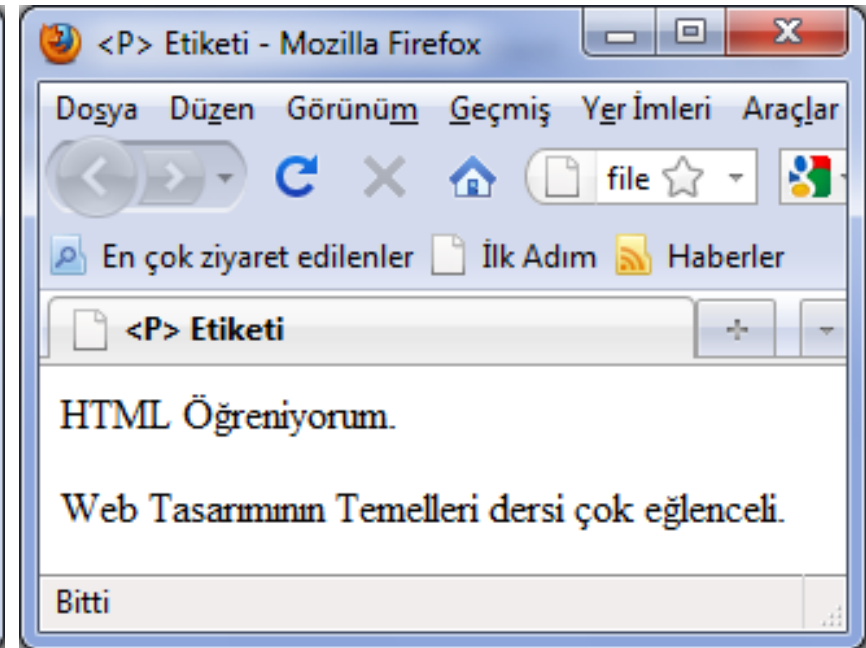 <P> Etiketi - Mozilla Firefox
Dosya Düzen Görünüm Geçmiş Yer İmleri Araçlar
file
En çok ziyaret edilenler İlk Adım Haberler
<P> Etiketi
HTML Öğreniyorum.
Web Tasarımının Temelleri dersi çok eğlenceli.
Bitti